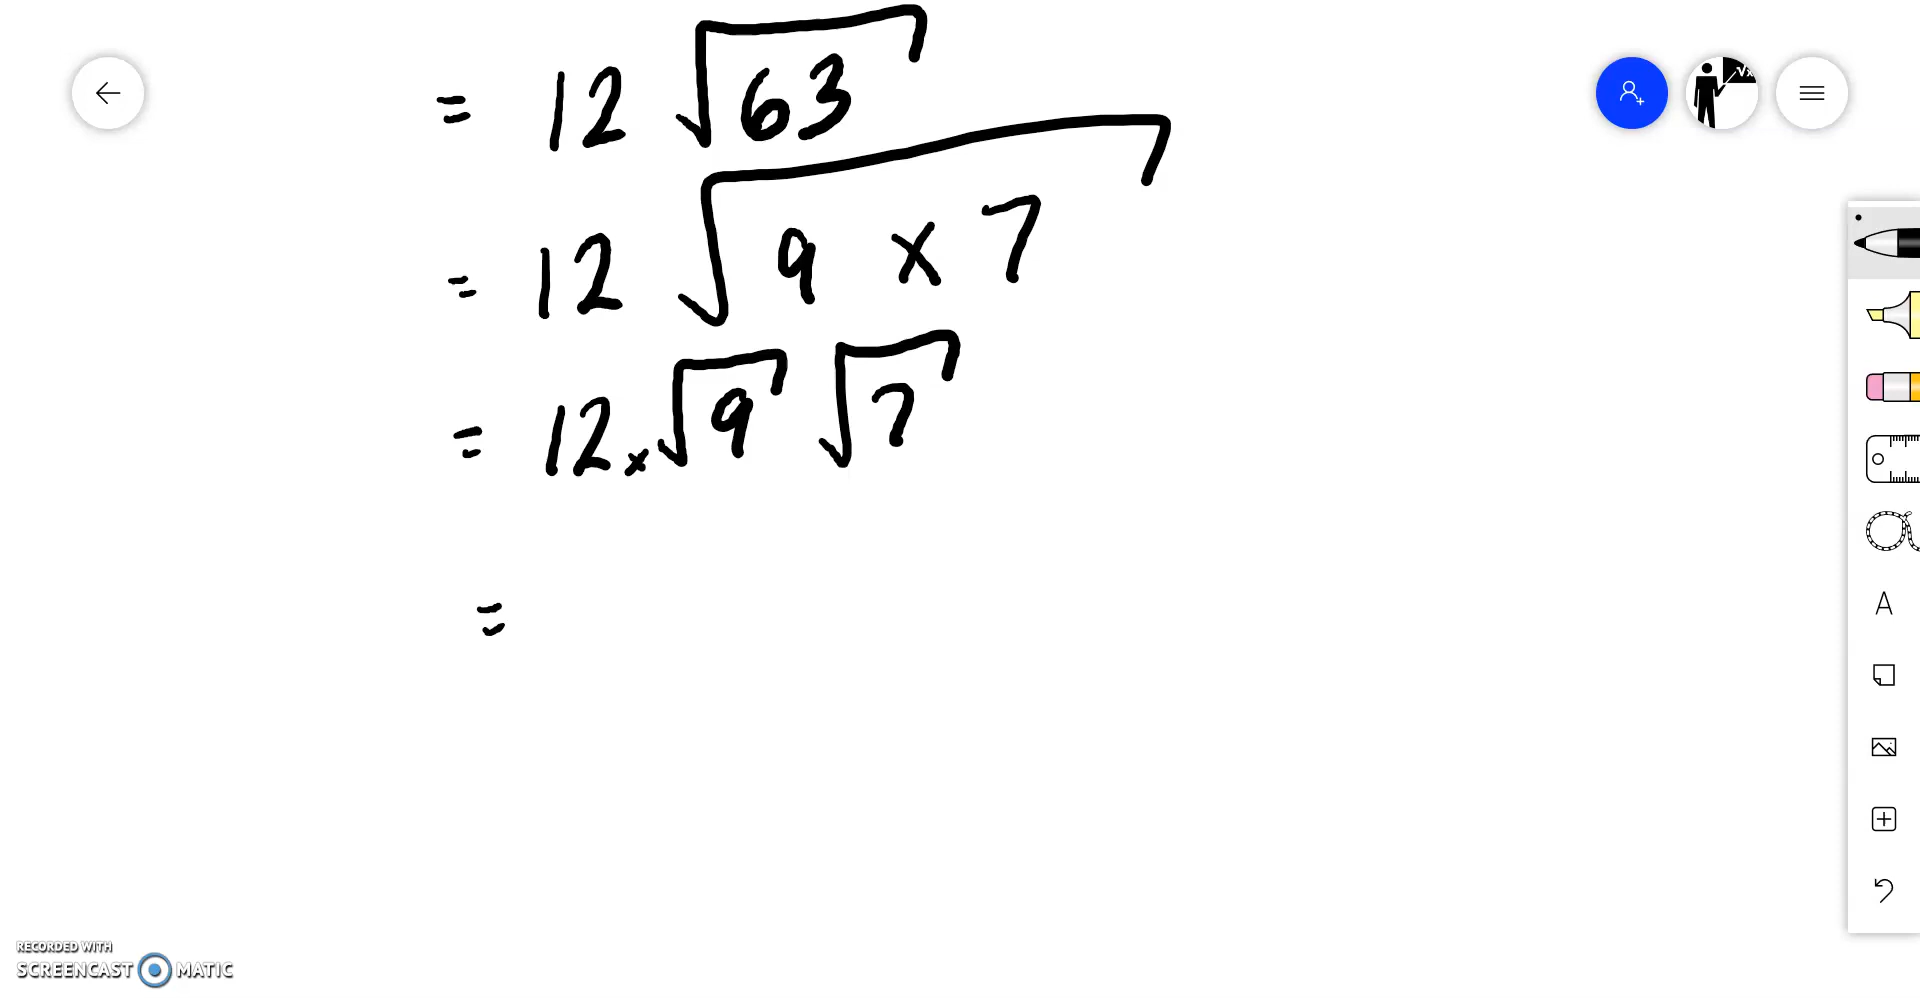 = 12 √63
√x
= 12 √9 x 7
= 12 x √9 √7
=
A
RECORDED WITH
SCREENCAST MATIC